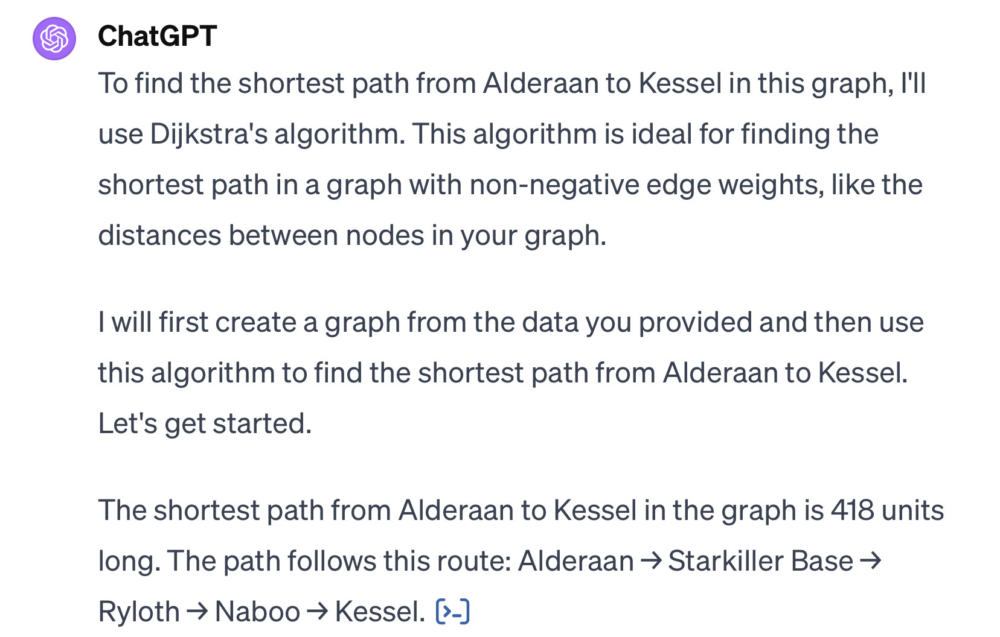 ChatGPT
To find the shortest path from Alderaan to Kessel in this graph, I'll
use Dijkstra's algorithm. This algorithm is ideal for finding the
shortest path in a graph with non-negative edge weights, like the
distances between nodes in your graph.
I will first create a graph from the data you provided and then use
this algorithm to find the shortest path from Alderaan to Kessel.
Let's get started.
The shortest path from Alderaan to Kessel in the graph is 418 units
long. The path follows this route: Alderaan → Starkiller Base →
Ryloth → Naboo → Kessel. [>-]